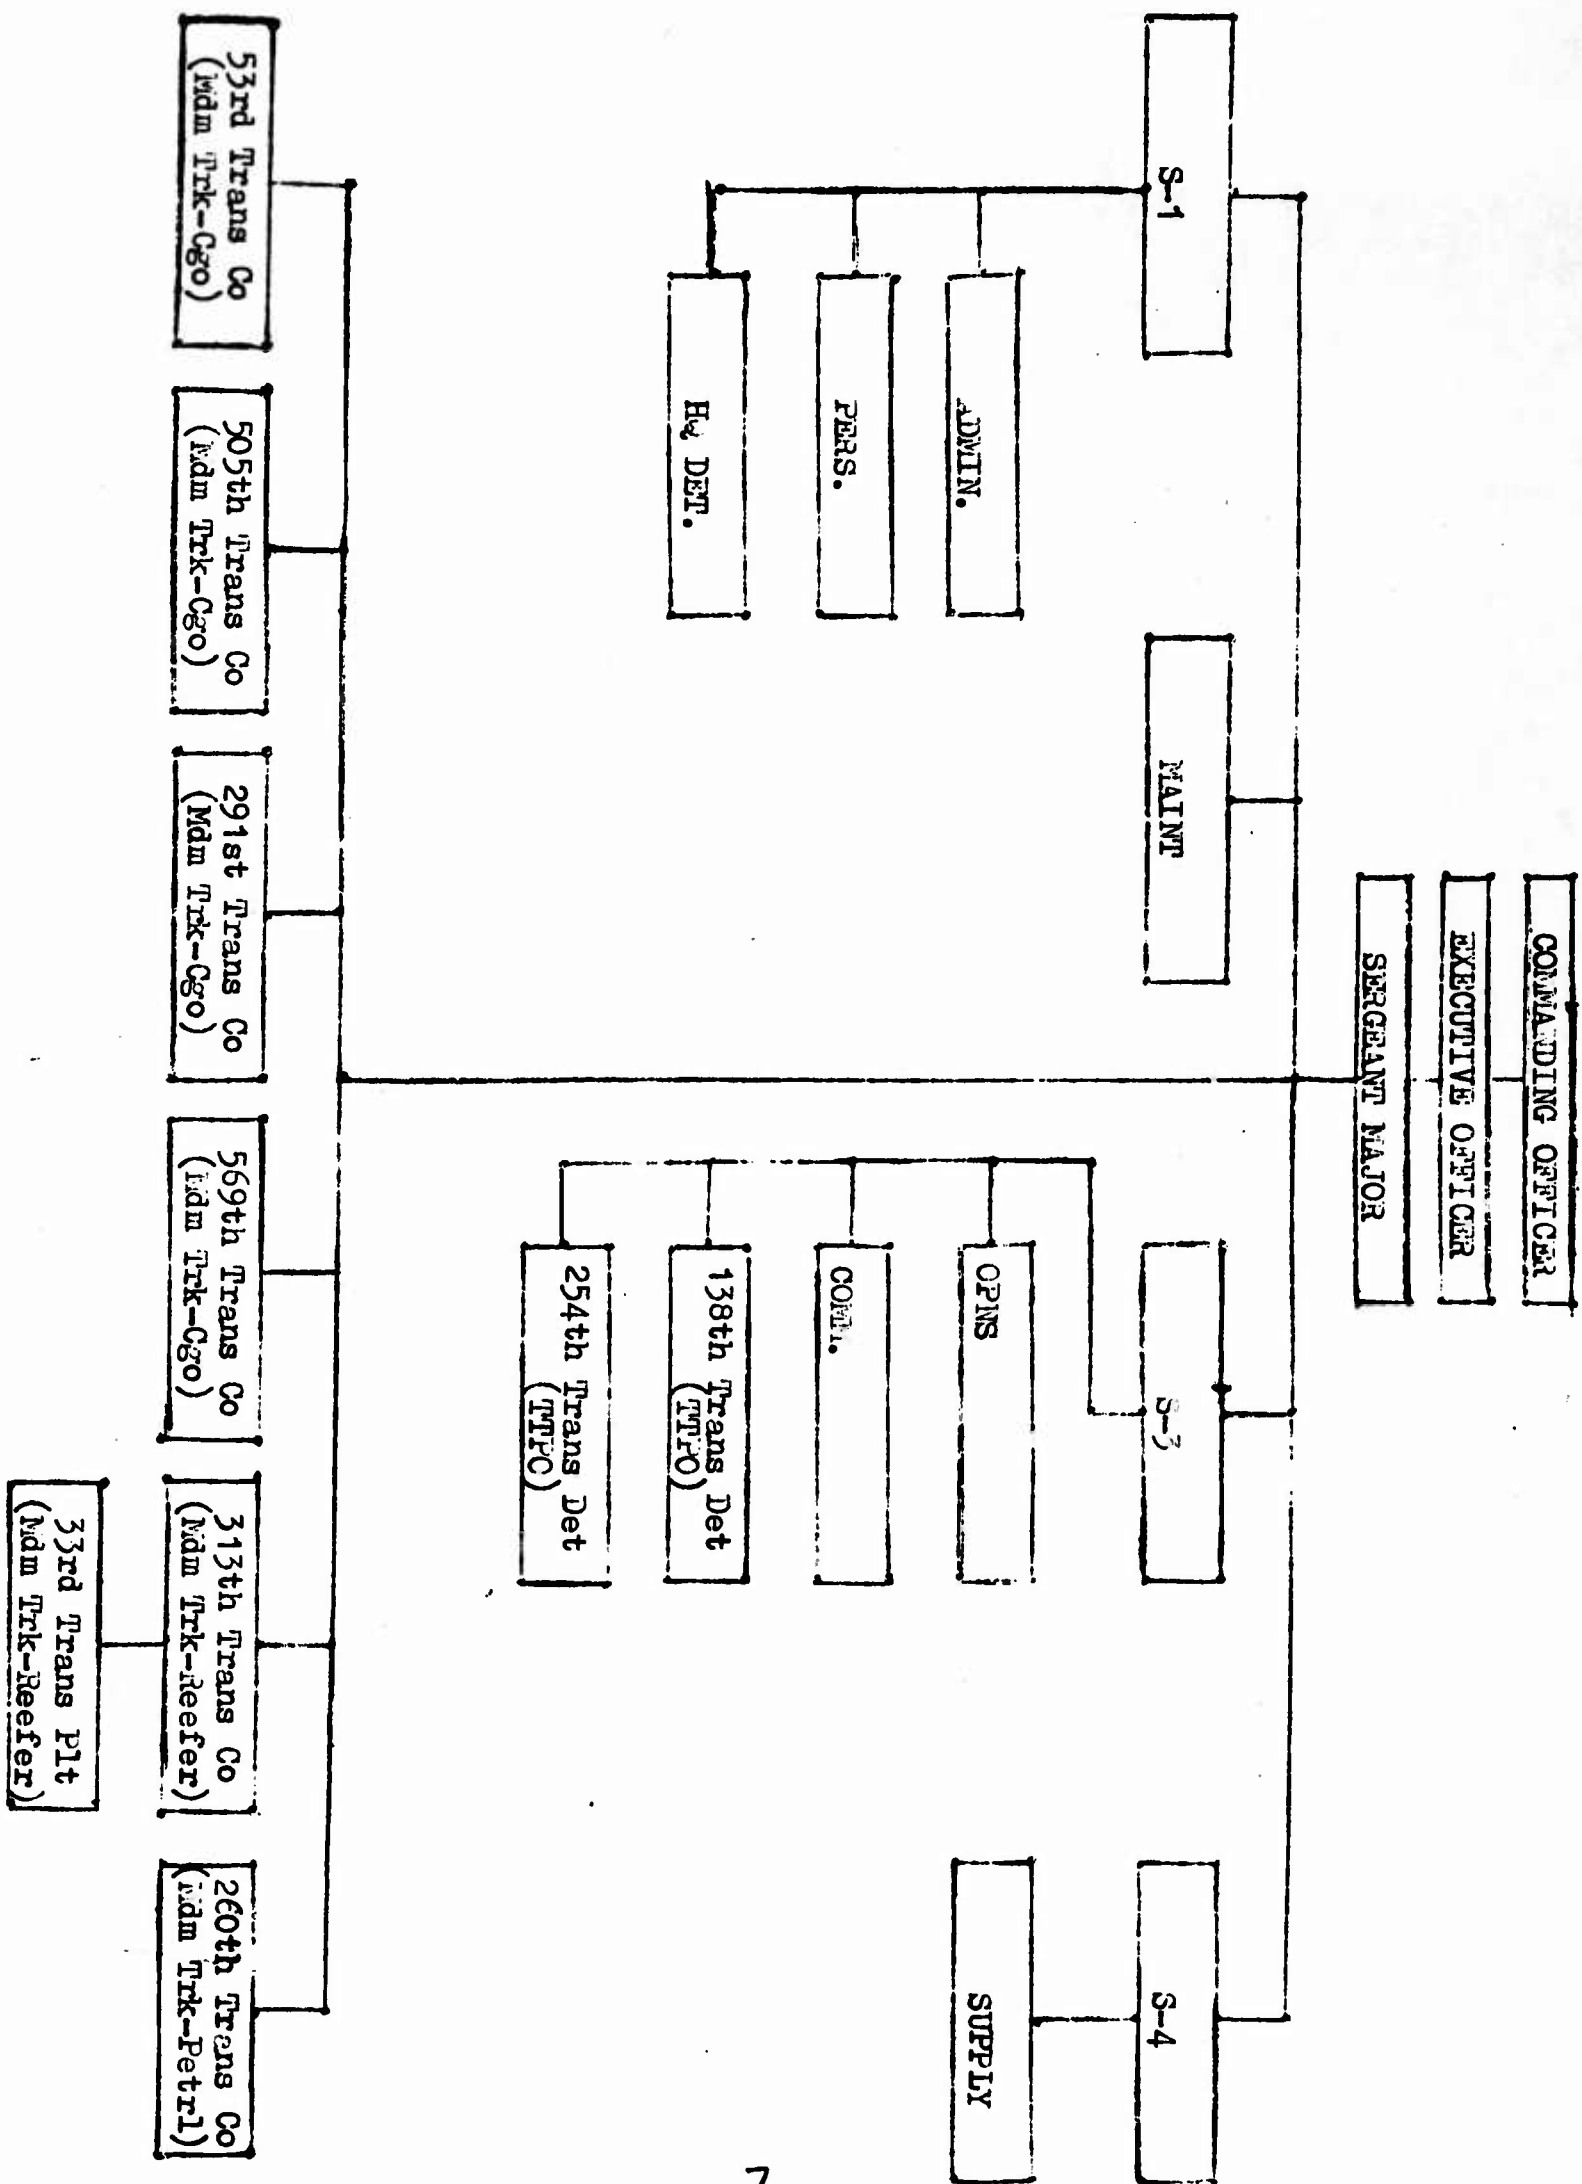 COMMANDING OFFICER
EXECUTIVE OFFICER
SERGEANT MAJOR
S-1
MAINT
S-3
S-4
ADMIN.
PERS.
HQ DET.
OPNS
COMM.
138th Trans Det
(TTPO)
254th Trans Det
(TTPO)
SUPPLY
53rd Trans Co
(Mdm Trk-Cgo)
505th Trans Co
(Mdm Trk-Cgo)
291st Trans Co
(Mdm Trk-Cgo)
569th Trans Co
(Mdm Trk-Cgo)
313th Trans Co
(Mdm Trk-Reefer)
260th Trans Co
(Mdm Trk-Petrl)
33rd Trans Plt
(Mdm Trk-Reefer)
7